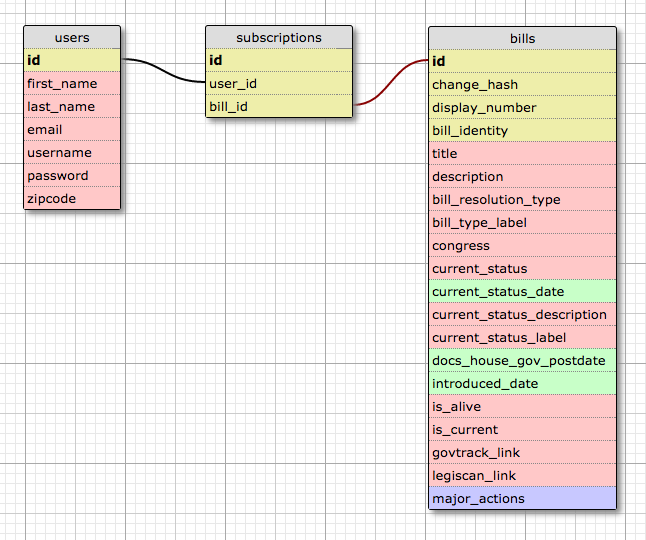 users
id
first_name
last_name
email
username
password
zipcode
subscriptions
id
user_id
bill_id
bills
id
change_hash
display_number
bill_identity
title
description
bill_resolution_type
bill_type_label
congress
current_status
current_status_date
current_status_description
current_status_label
docs_house_gov_postdate
introduced_date
is_alive
is_current
govtrack_link
legiscan_link
major_actions